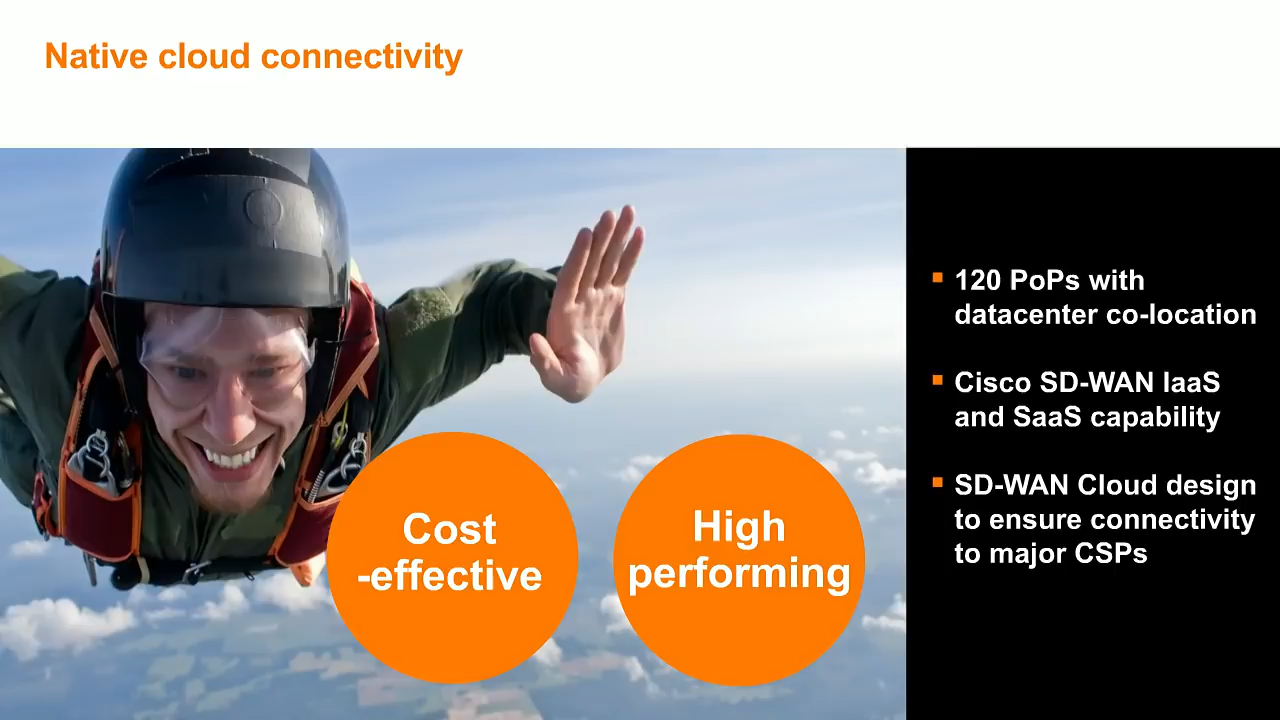 Native cloud connectivity
Cost
-effective
High
performing
120 PoPs with
datacenter co-location
Cisco SD-WAN IaaS
and SaaS capability
SD-WAN Cloud design
to ensure connectivity
to major CSPs